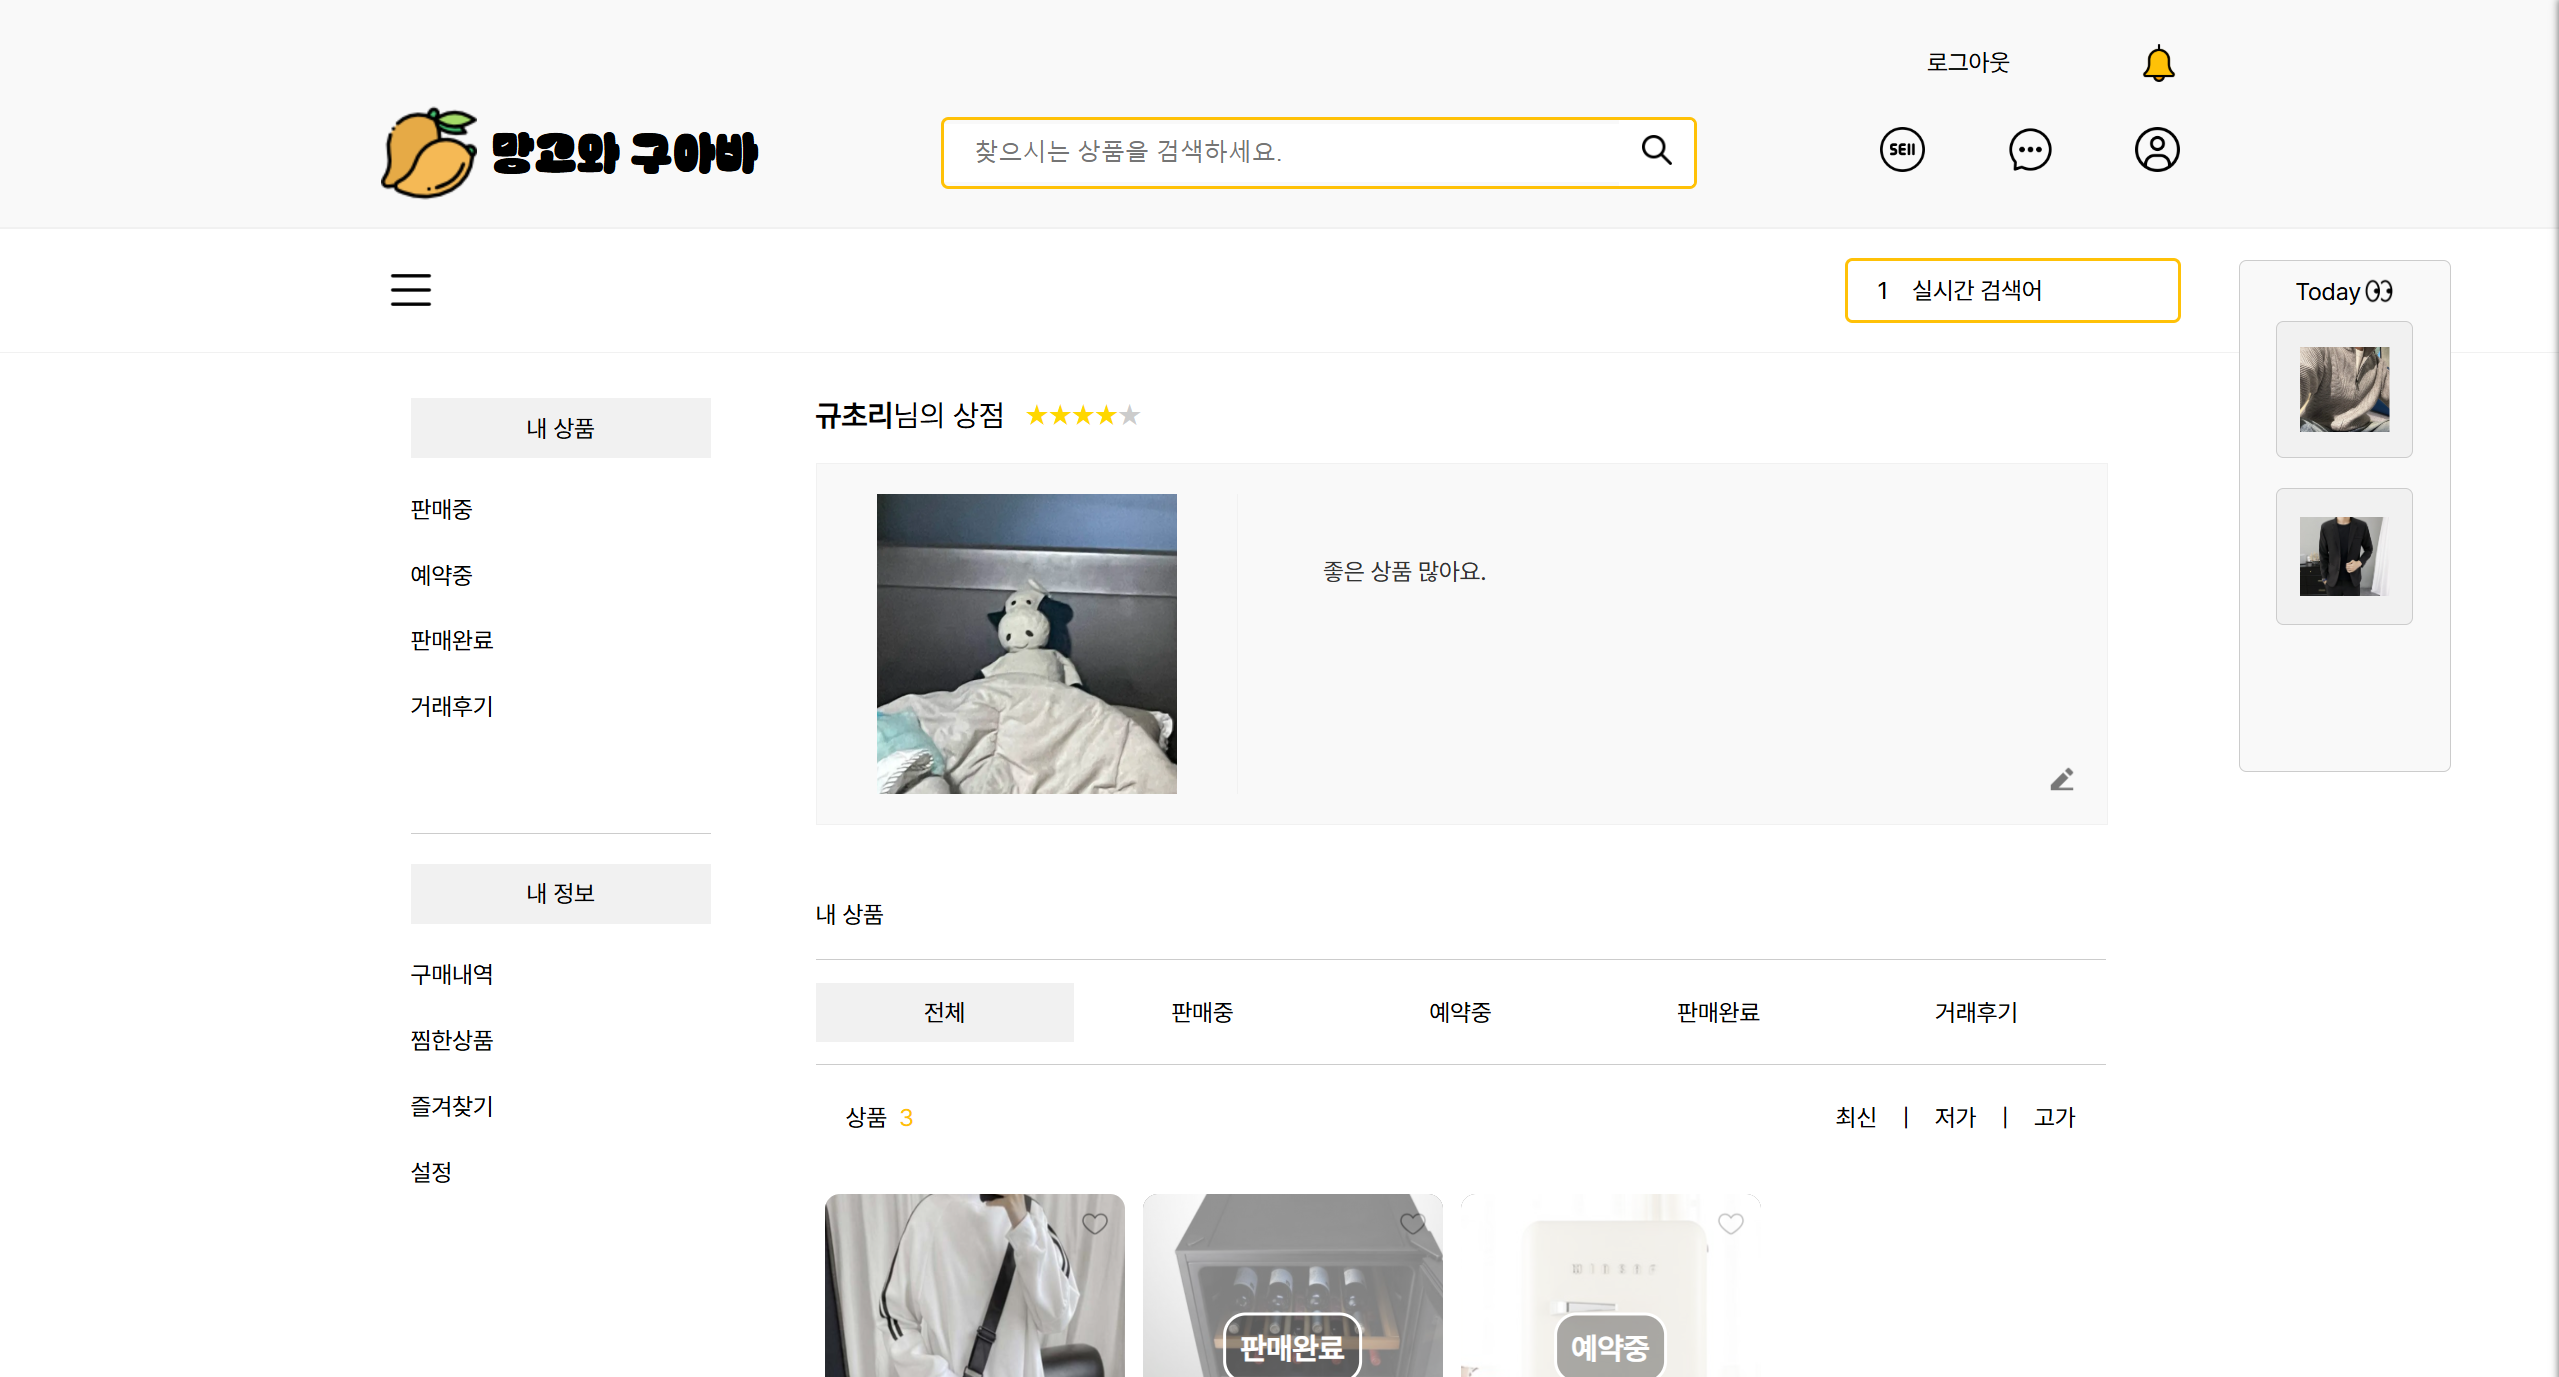 로그아웃
망고와 구아바
찾으시는 상품을 검색하세요.
SEll
1 실시간 검색어
Today
내 상품
판매중
예약중
판매완료
거래후기
규초리님의 상점 ★★★★★
좋은 상품 많아요.
내 정보
구매내역
찜한상품
즐겨찾기
설정
내 상품
전체 판매중 예약중 판매완료 거래후기
상품 3
최신 | 저가 | 고가
판매완료
예약중